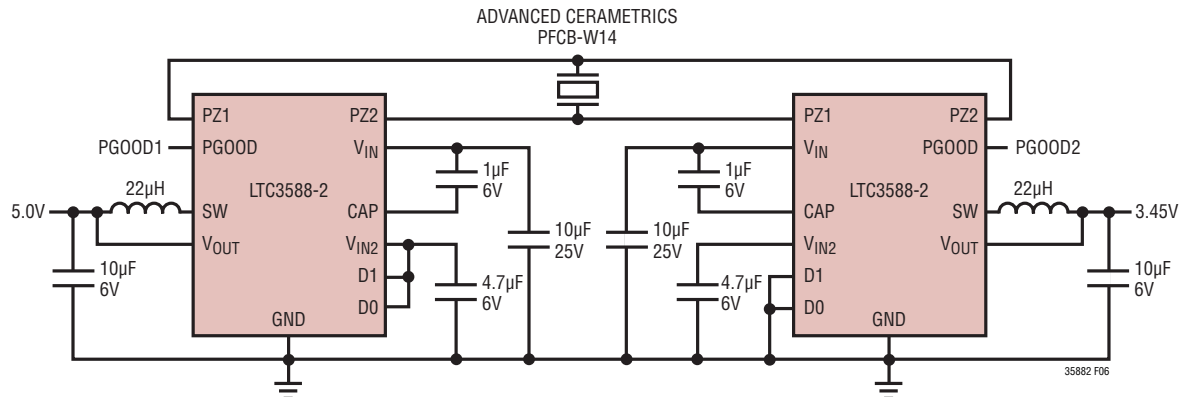 ADVANCED CERAMETRICS
PFCB-W14
PZ1
PZ2
PGOOD1
PGOOD
VIN
1µF
6V
22µH
LTC3588-2
5.0V
SW
CAP
VOUT
VIN2
10µF
25V
10µF
6V
D1
4.7µF
6V
D0
GND
PZ1
PZ2
VIN
PGOOD
PGOOD2
1µF
6V
LTC3588-2
22µH
CAP
SW
3.45V
10µF
25V
VIN2
VOUT
4.7µF
6V
D1
10µF
6V
D0
GND
35882 F06